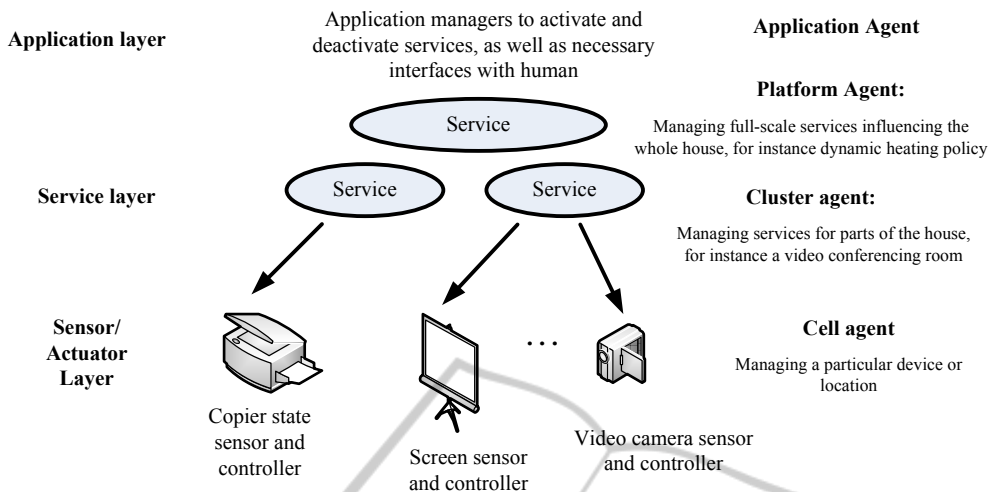 Application layer
Application managers to activate and
deactivate services, as well as necessary
interfaces with human
Application Agent
Platform Agent:
Managing full-scale services influencing the
whole house, for instance dynamic heating policy
Service
Service layer
Service
Service
Cluster agent:
Managing services for parts of the house,
for instance a video conferencing room
Sensor/
Actuator
Layer
...
Cell agent
Managing a particular device or
location
Copier state
sensor and
controller
Screen sensor
and controller
Video camera sensor
and controller